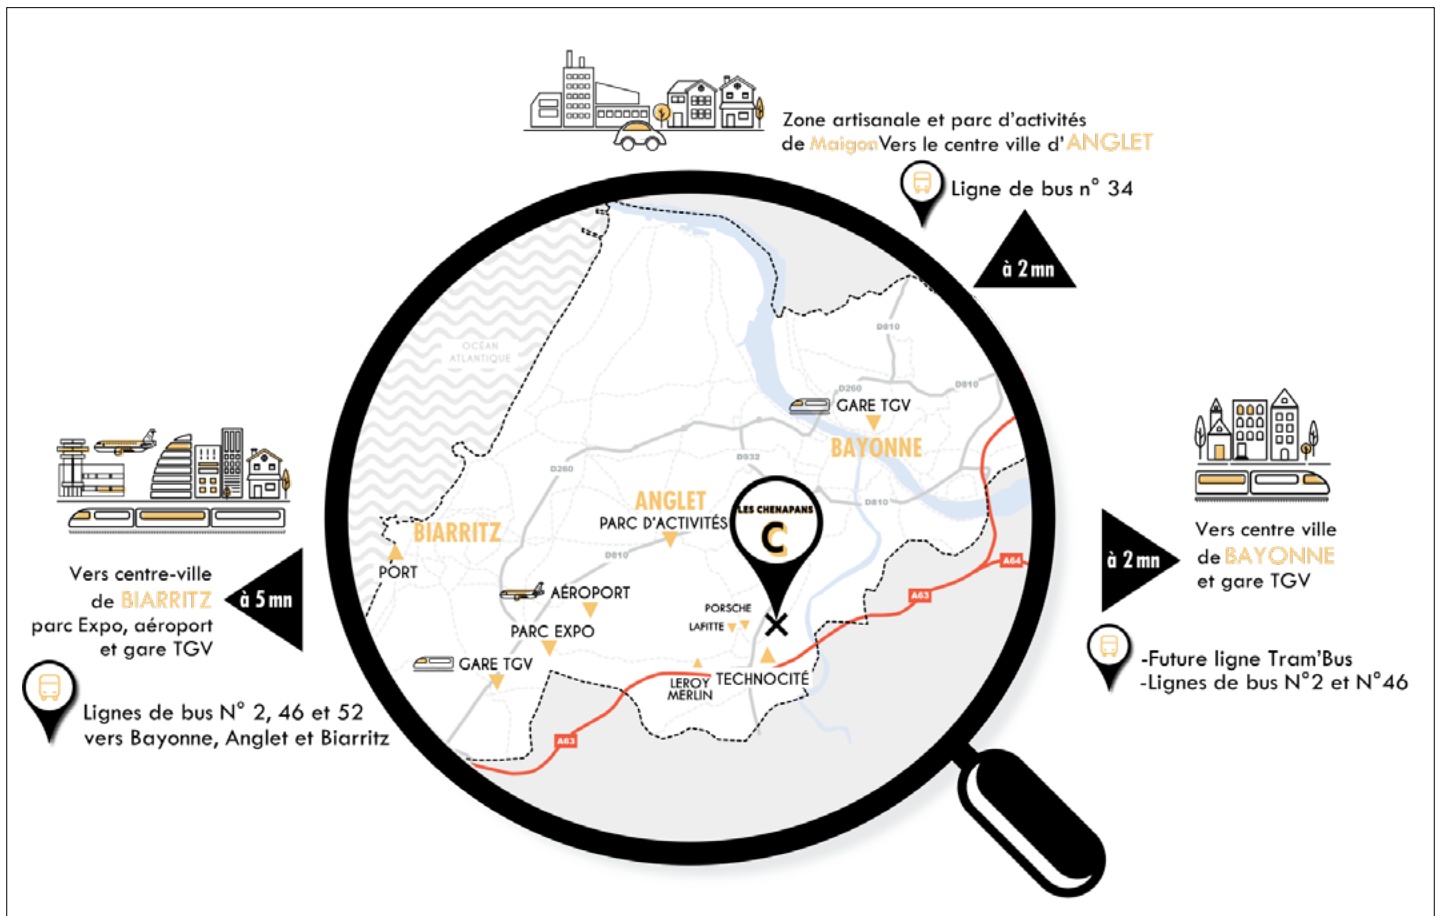 Zone artisanale et parc d'activités
de Maigon Vers le centre ville d'ANGLET
Ligne de bus n° 34
à 2 mn
OCÉAN
ATLANTIQUE
D810
D260
D810
GARE TGV
BAYONNE
D932
D260
D810
ANGLET
PARC D'ACTIVITÉS
LES CHENAPANS
C
BIARRITZ
PORT
D810
AÉROPORT
PARC EXPO
GARE TGV
PORSCHE
LAFITTE
LEROY
MERLIN
TECHNOCITÉ
A64
A63
A63
Vers centre-ville
de BIARRITZ
parc Expo, aéroport
et gare TGV
à 5 mn
Lignes de bus N° 2, 46 et 52
vers Bayonne, Anglet et Biarritz
à 2 mn
Vers centre ville
de BAYONNE
et gare TGV
-Future ligne Tram'Bus
-Lignes de bus N°2 et N°46